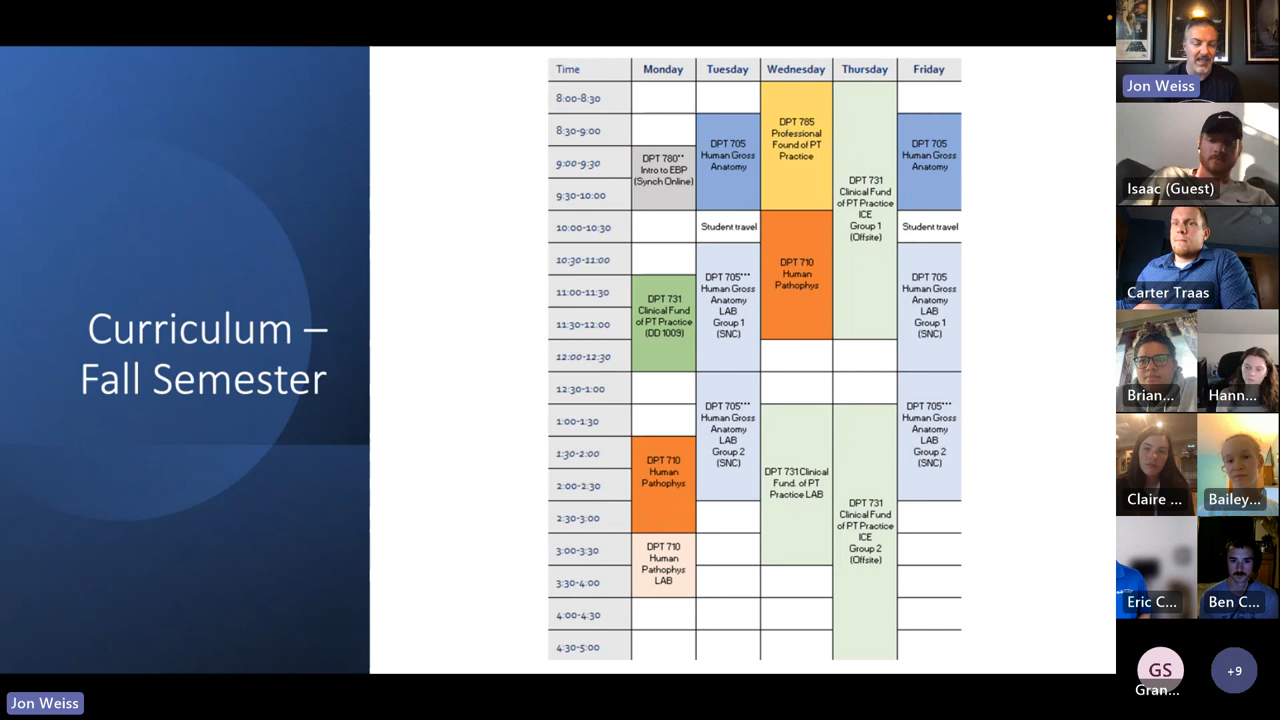 Curriculum –
Fall Semester
Time Monday Tuesday Wednesday Thursday Friday
8:00-8:30
8:30-9:00
9:00-9:30
9:30-10:00
10:00-10:30
10:30-11:00
11:00-11:30
11:30-12:00
12:00-12:30
12:30-1:00
1:00-1:30
1:30-2:00
2:00-2:30
2:30-3:00
3:00-3:30
3:30-4:00
4:00-4:30
4:30-5:00
DPT 780**
Intro to EBP
(Synch Online)
DPT 731
Clinical Fund
of PT Practice
(DD 1009)
DPT 710
Human
Pathophys
DPT 710
Human
Pathophys
LAB
DPT 705
Human Gross
Anatomy
Student travel
DPT 705***
Human Gross
Anatomy
LAB
Group 1
(SNC)
DPT 705***
Human Gross
Anatomy
LAB
Group 2
(SNC)
DPT 785
Professional
Found of PT
Practice
DPT 710
Human
Pathophys
DPT 731 Clinical
Fund. of PT
Practice LAB
DPT 731
Clinical Fund
of PT Practice
ICE
Group 1
(Offsite)
DPT 731
Clinical Fund
of PT Practice
ICE
Group 2
(Offsite)
DPT 705
Human Gross
Anatomy
Student travel
DPT 705
Human Gross
Anatomy
LAB
Group 1
(SNC)
DPT 705***
Human Gross
Anatomy
LAB
Group 2
(SNC)
Jon Weiss
Isaac (Guest)
Carter Traas
Brian... Hann...
Claire ... Bailey...
Eric C... Ben C...
GS +9
Gran...
Jon Weiss